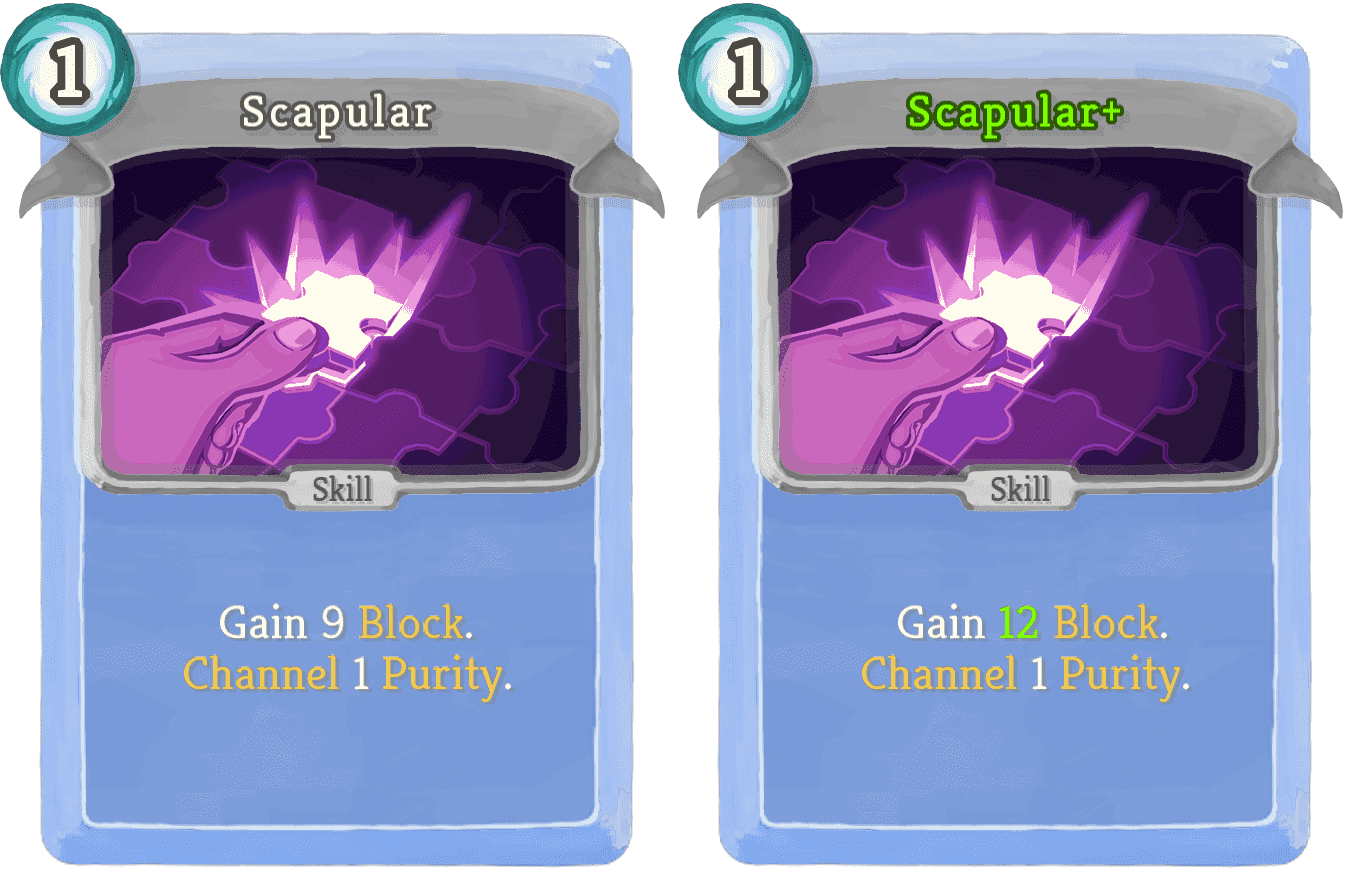 1
Scapular
Skill
Gain 9 Block.
Channel 1 Purity.
1
Scapular+
Skill
Gain 12 Block.
Channel 1 Purity.